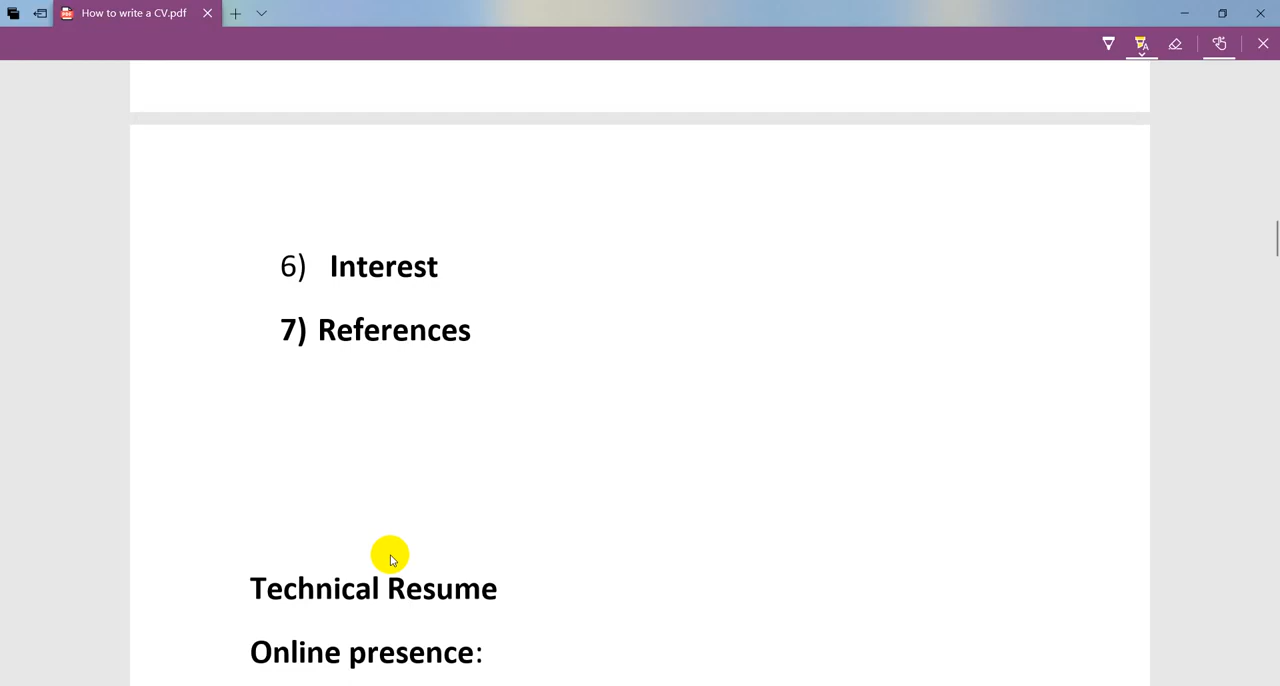 How to write a CV.pdf
6) Interest
7) References
Technical Resume
Online presence: